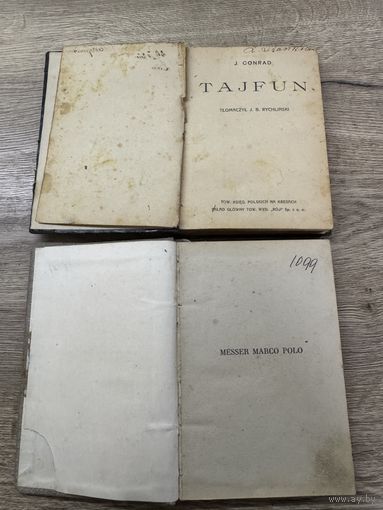 J. CONRAD
TAJFUN
TŁOMACZYŁ J. B. RYCHLIŃSKI
TOW. KSIĘG. POLSKICH NA KRESACH
SKŁAD GŁÓWNY TOW. WYD. „RÓJ" Sp. z o. o.
1099
MESSER MARCO POLO
www.ay.by